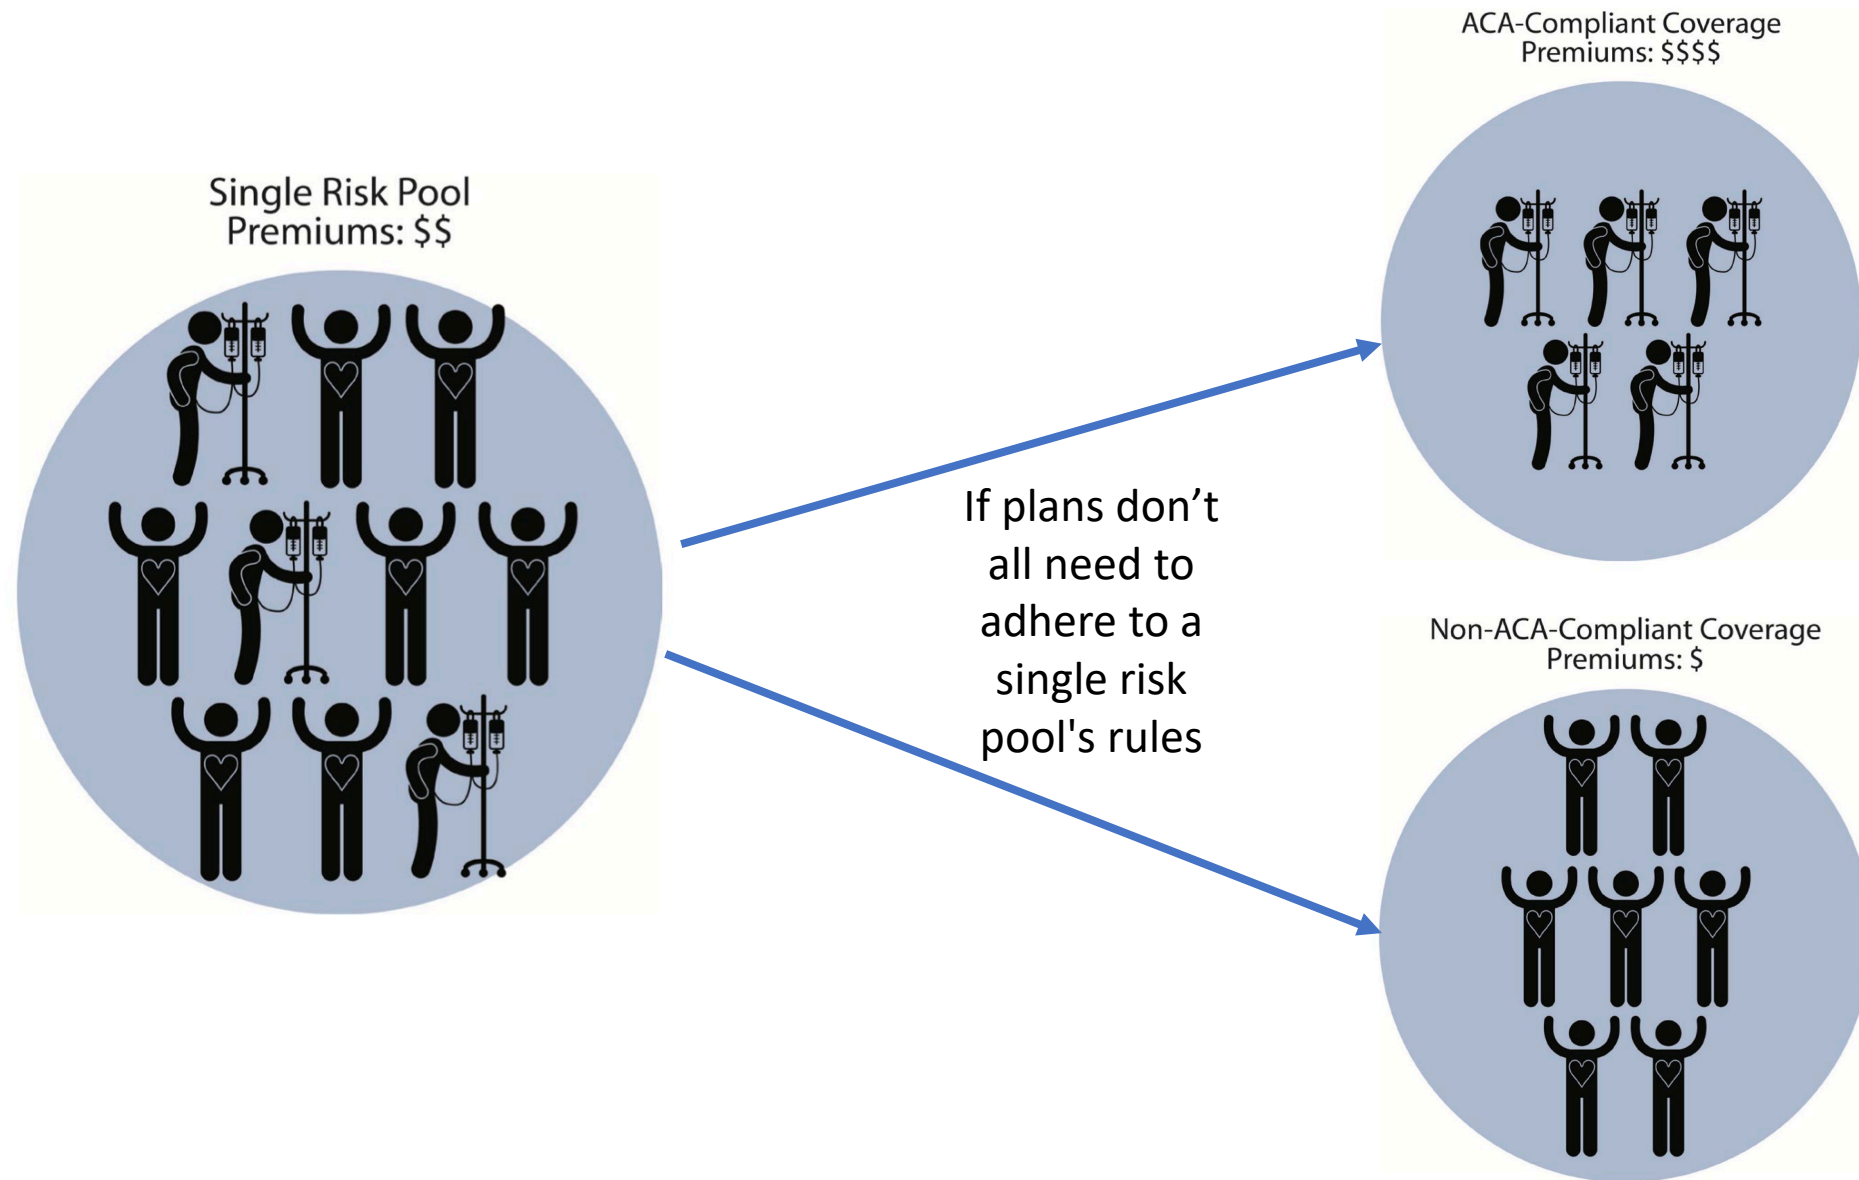 Single Risk Pool
Premiums: $$
If plans don’t
all need to
adhere to a
single risk
pool's rules
ACA-Compliant Coverage
Premiums: $$$$
Non-ACA-Compliant Coverage
Premiums: $